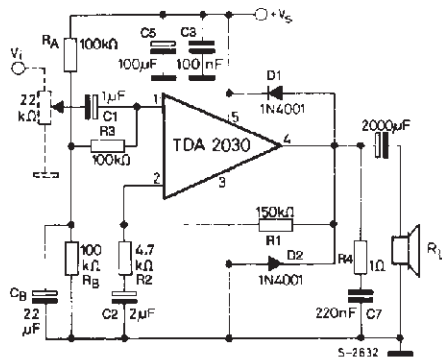 +Vs
RA
100kΩ
C5
100µF
C3
100nF
Vi
22
kΩ
1µF
C1
R3
100kΩ
1
2
3
4
5
TDA 2030
D1
1N4001
2000µF
150kΩ
R1
D2
1N4001
R4
1Ω
RL
100
kΩ
RB
4.7
kΩ
R2
CB
22
µF
C2
2µF
220nF
C7
S-2632